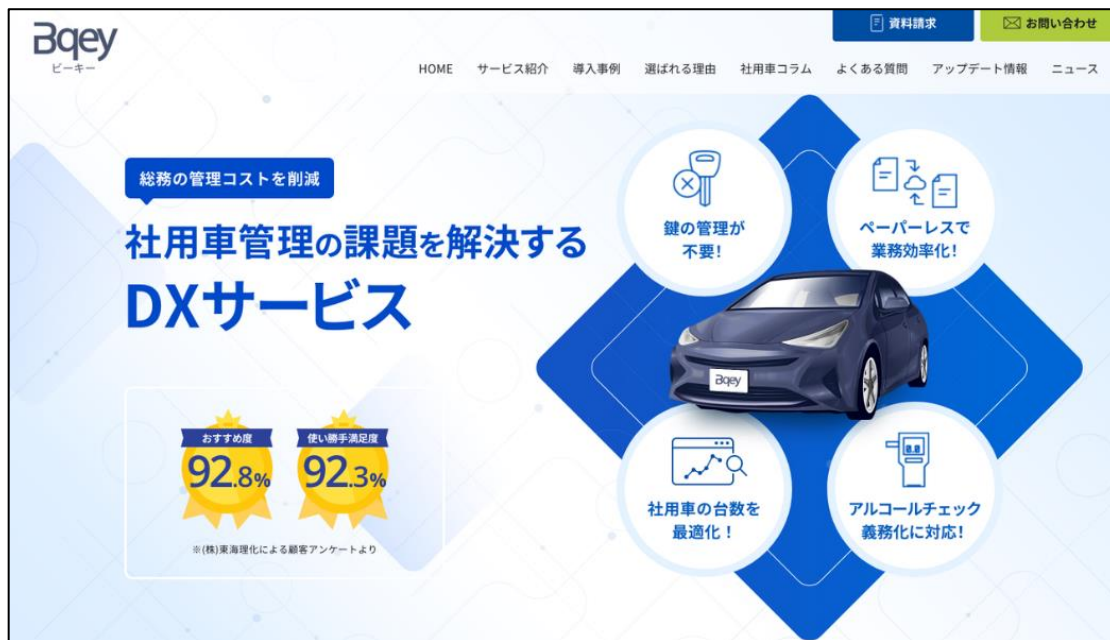 Bqey
ビーキー
資料請求
お問い合わせ
HOME サービス紹介 導入事例 選ばれる理由 社用車コラム よくある質問 アップデート情報 ニュース
総務の管理コストを削減
社用車管理の課題を解決する
DXサービス
おすすめ度
92.8%
使い勝手満足度
92.3%
※(株)東海理化による顧客アンケートより
鍵の管理が
不要!
ペーパーレスで
業務効率化!
Bqey
社用車の台数を
最適化！
0.0
アルコールチェック
義務化に対応!